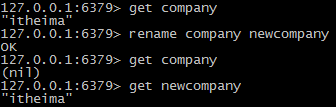 127.0.0.1:6379> get company
"itheima"
127.0.0.1:6379> rename company newcompany
OK
127.0.0.1:6379> get company
(nil)
127.0.0.1:6379> get newcompany
"itheima"